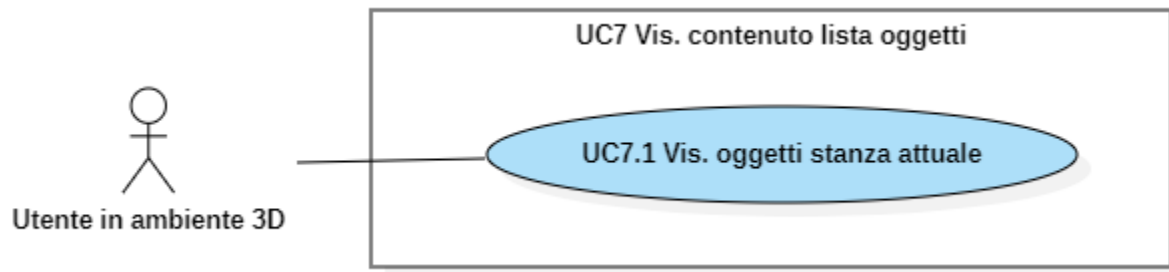 UC7 Vis. contenuto lista oggetti
UC7.1 Vis. oggetti stanza attuale
Utente in ambiente 3D